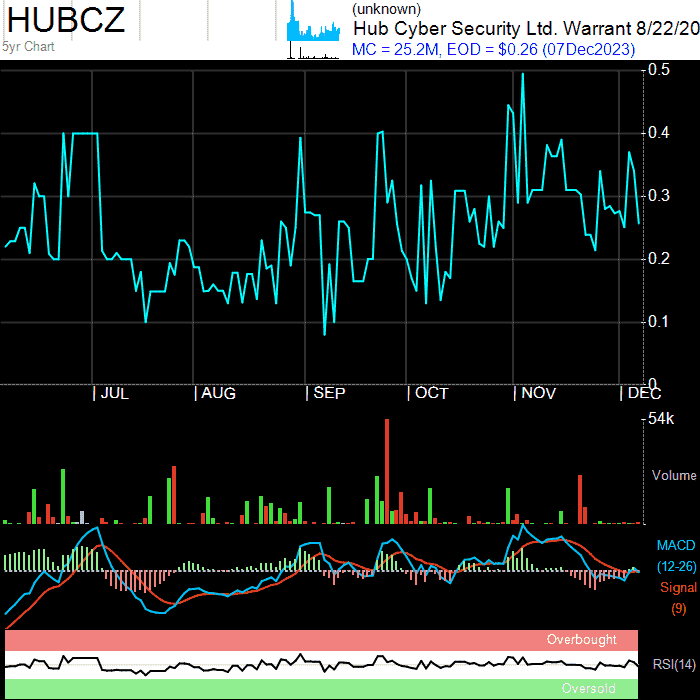 HUBCZ
5yr Chart
(unknown)
Hub Cyber Security Ltd. Warrant 8/22/20
MC = 25.2M, EOD = $0.26 (07Dec2023)
0.5
0.4
0.3
0.2
0.1
0
JUL AUG SEP OCT NOV DEC
54k
Volume
MACD
(12-26)
Signal
(9)
Overbought
RSI(14)
Oversold